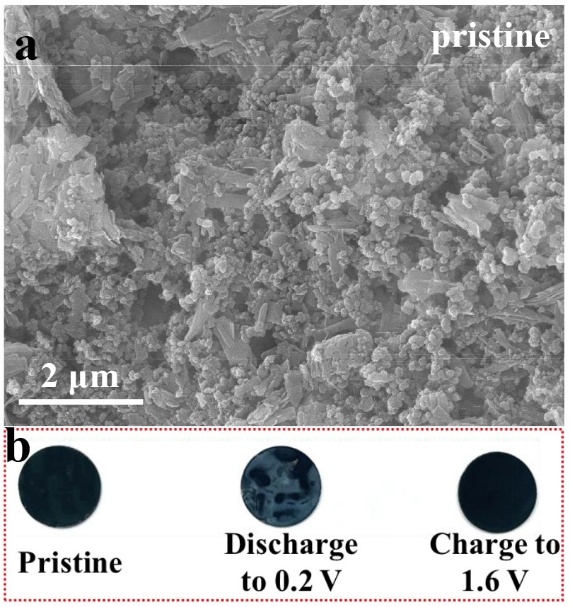 a
pristine
2 μm
b
Pristine
Discharge
to 0.2 V
Charge to
1.6 V